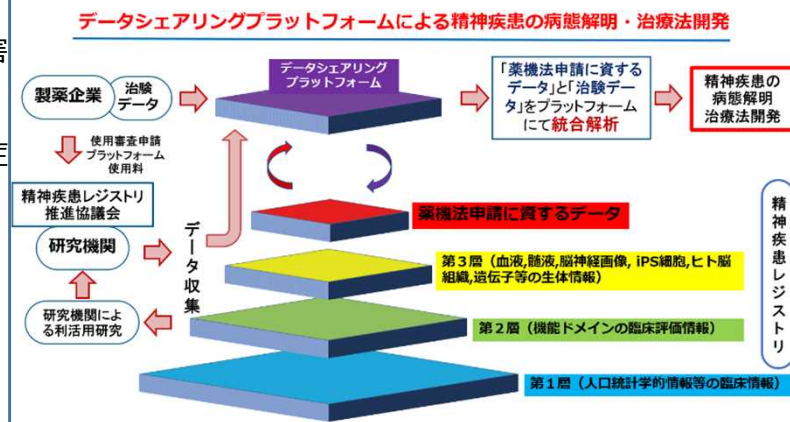 データシェアリングプラットフォームによる精神疾患の病態解明・治療法開発
害
製薬企業
治験
データ
データシェアリング
プラットフォーム
「薬機法申請に資する
データ」と「治験デー
タ」をプラットフォーム
にて統合解析
精神疾患の
病態解明
治療法開発
使用審査申請
プラットフォーム
使用料
精神疾患レジストリ
推進協議会
研究機関
データ収集
研究機関によ
る利活用研究
薬機法申請に資するデータ
第3層（血液,髄液,脳神経画像, iPS細胞,ヒト脳
組織,遺伝子等の生体情報）
第2層（機能ドメインの臨床評価情報）
第1層（人口統計学的情報等の臨床情報）
精神疾患レジストリ